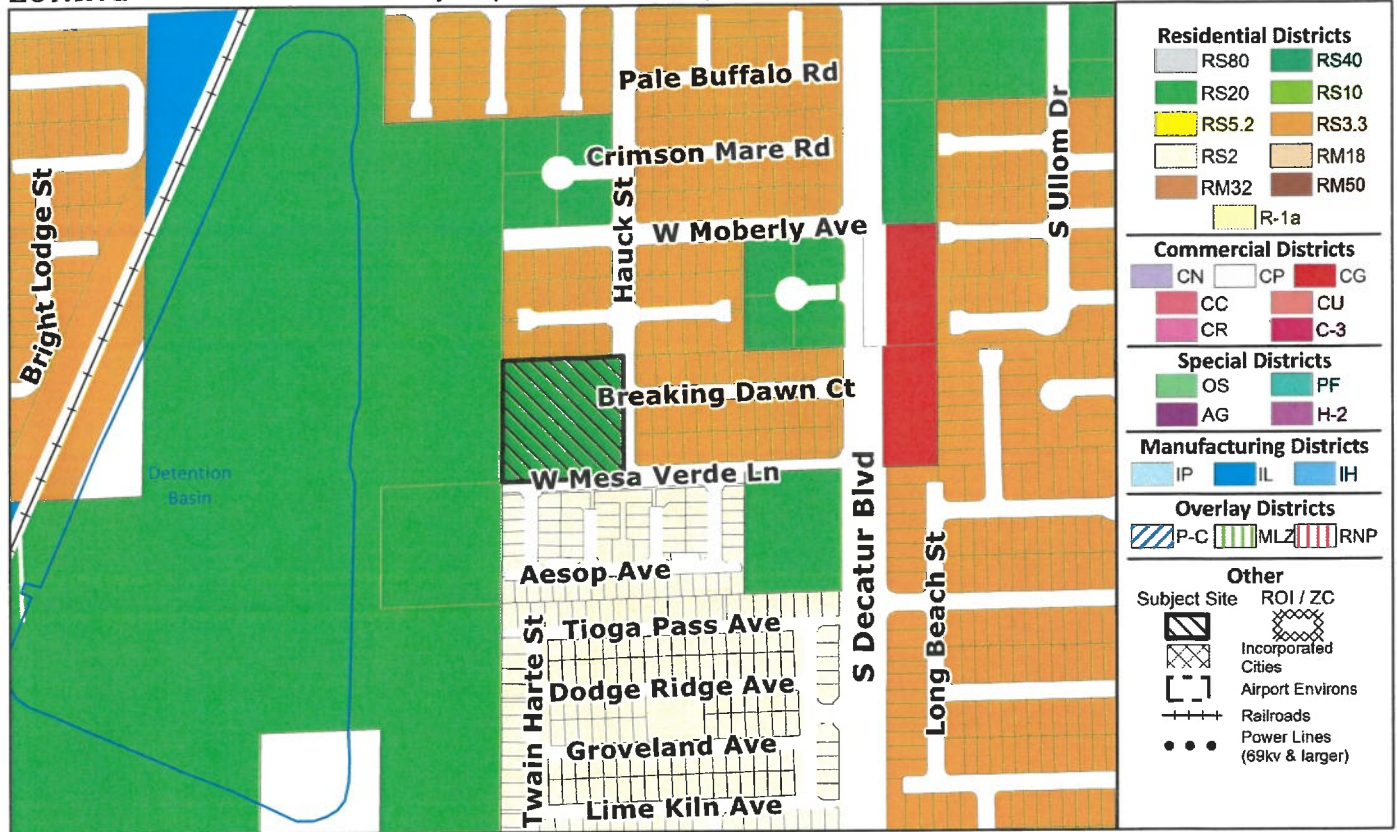 Pale Buffalo Rd
Crimson Mare Rd
Hauck St
W Moberly Ave
S Ullom Dr
Bright Lodge St
Breaking Dawn Ct
Detention
Basin
W Mesa Verde Ln
S Decatur Blvd
Aesop Ave
Long Beach St
Twain Harte St
Tioga Pass Ave
Dodge Ridge Ave
Groveland Ave
Lime Kiln Ave
Residential Districts
RS80 RS40
RS20 RS10
RS5.2 RS3.3
RS2 RM18
RM32 RM50
R-1a
Commercial Districts
CN CP CG
CC CU
CR C-3
Special Districts
OS PF
AG H-2
Manufacturing Districts
IP IL IH
Overlay Districts
P-C MLZ RNP
Other
Subject Site ROI / ZC
Incorporated
Cities
Airport Environs
Railroads
Power Lines
(69kv & larger)